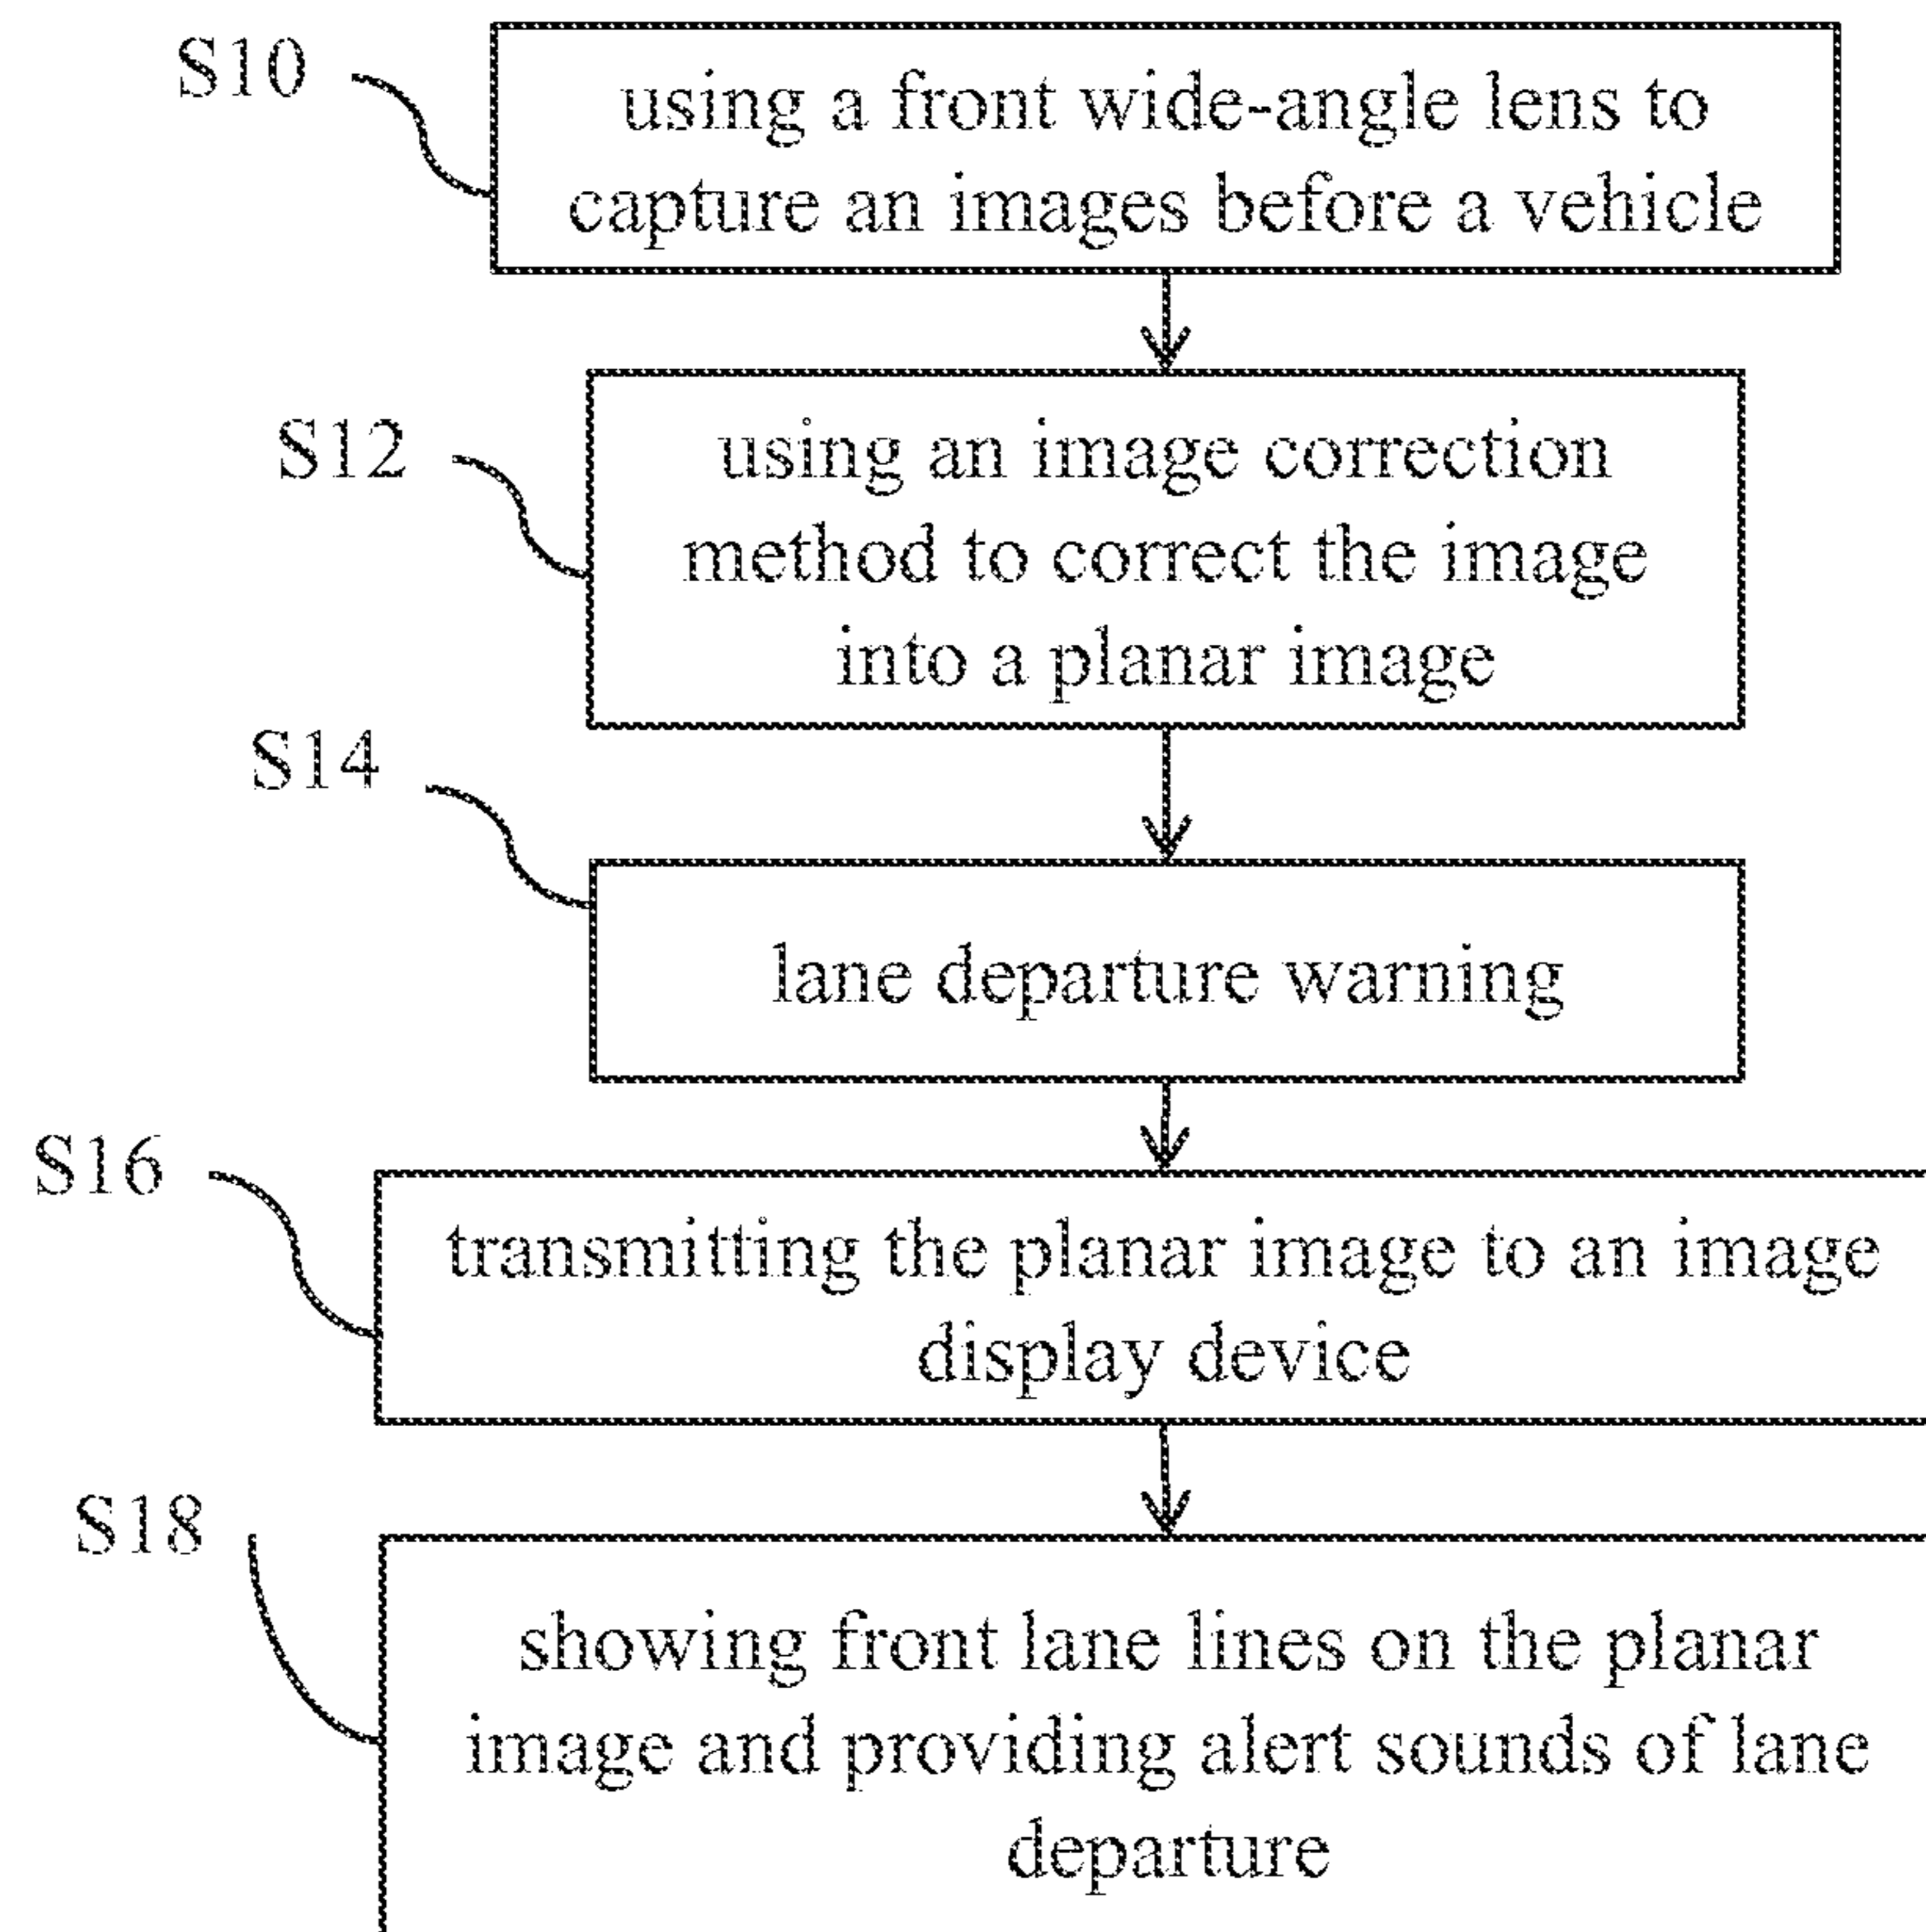 S10
using a front wide-angle lens to
capture an images before a vehicle
S12
using an image correction
method to correct the image
into a planar image
S14
lane departure warning
S16
transmitting the planar image to an image
display device
S18
showing front lane lines on the planar
image and providing alert sounds of lane
departure